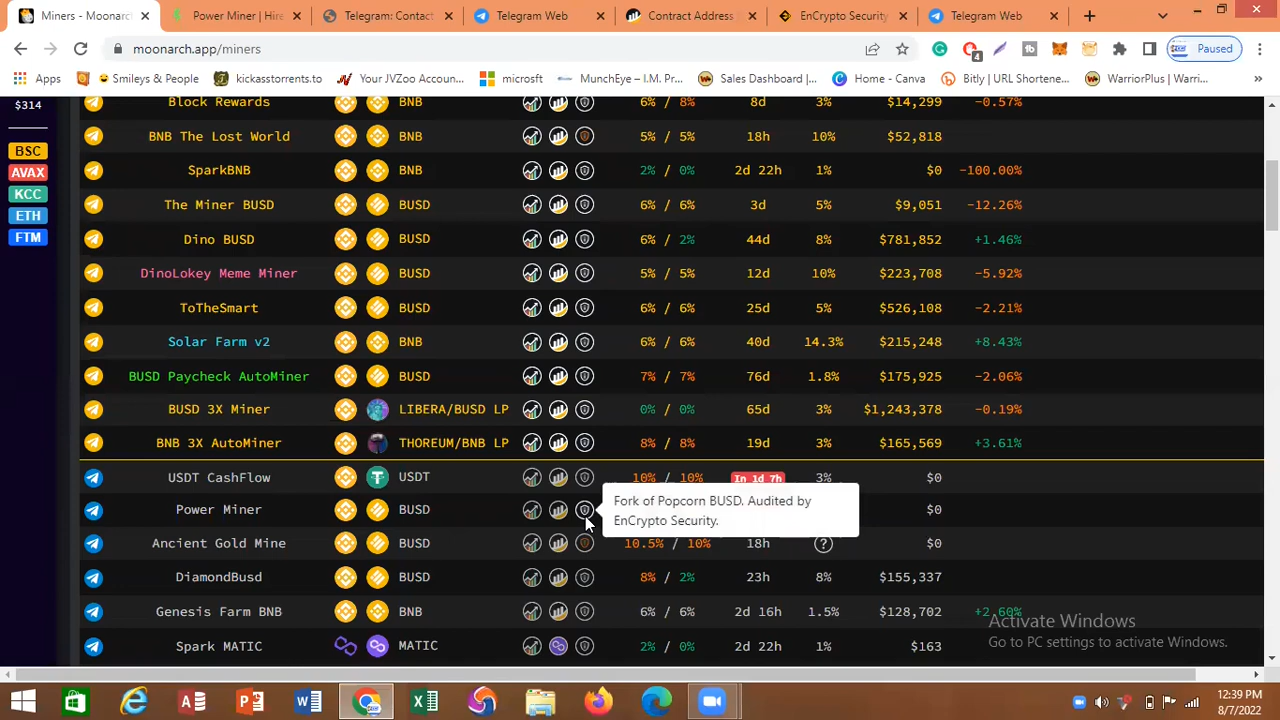 Miners - Moonarch
Power Miner | Hire
Telegram: Contact
Telegram Web
Contract Address
EnCrypto Security
Telegram Web
moonarch.app/miners
4
Paused
Apps
Smileys & People
kickasstorrents.to
Your JVZoo Accoun...
microsft
MunchEye – I.M. Pr...
Sales Dashboard |...
Home - Canva
Bitly | URL Shortene...
WarriorPlus | Warri...
$314
BSC
AVAX
KCC
ETH
FTM
Block Rewards BNB 6% / 8% 8d 3% $14,299 -0.57%
BNB The Lost World BNB 5% / 5% 18h 10% $52,818
SparkBNB BNB 2% / 0% 2d 22h 1% $0 -100.00%
The Miner BUSD BUSD 6% / 6% 3d 5% $9,051 -12.26%
Dino BUSD BUSD 6% / 2% 44d 8% $781,852 +1.46%
DinoLokey Meme Miner BUSD 5% / 5% 12d 10% $223,708 -5.92%
ToTheSmart BUSD 6% / 6% 25d 5% $526,108 -2.21%
Solar Farm v2 BNB 6% / 6% 40d 14.3% $215,248 +8.43%
BUSD Paycheck AutoMiner BUSD 7% / 7% 76d 1.8% $175,925 -2.06%
BUSD 3X Miner LIBERA/BUSD LP 0% / 0% 65d 3% $1,243,378 -0.19%
BNB 3X AutoMiner THOREUM/BNB LP 8% / 8% 19d 3% $165,569 +3.61%
USDT CashFlow USDT 10% / 10% In 1d 7h 3% $0
Power Miner BUSD $0
Fork of Popcorn BUSD. Audited by
EnCrypto Security.
Ancient Gold Mine BUSD 10.5% / 10% 18h ? $0
DiamondBusd BUSD 8% / 2% 23h 8% $155,337
Genesis Farm BNB BNB 6% / 6% 2d 16h 1.5% $128,702 +2.60%
Spark MATIC MATIC 2% / 0% 2d 22h 1% $163
Activate Windows
Go to PC settings to activate Windows.
12:39 PM
8/7/2022